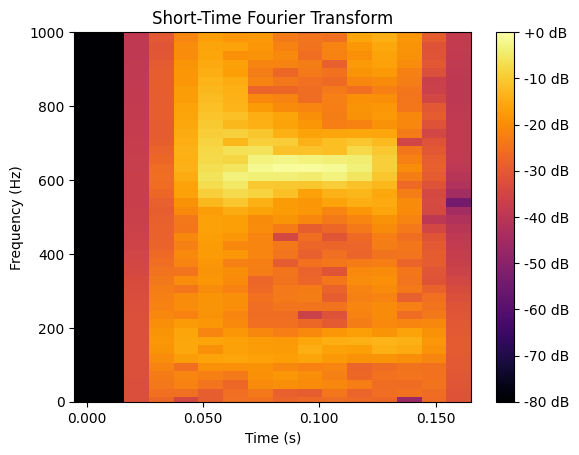 Short-Time Fourier Transform
1000
800
600
400
200
0
Frequency (Hz)
0.000
0.050
0.100
0.150
Time (s)
+0 dB
-10 dB
-20 dB
-30 dB
-40 dB
-50 dB
-60 dB
-70 dB
-80 dB